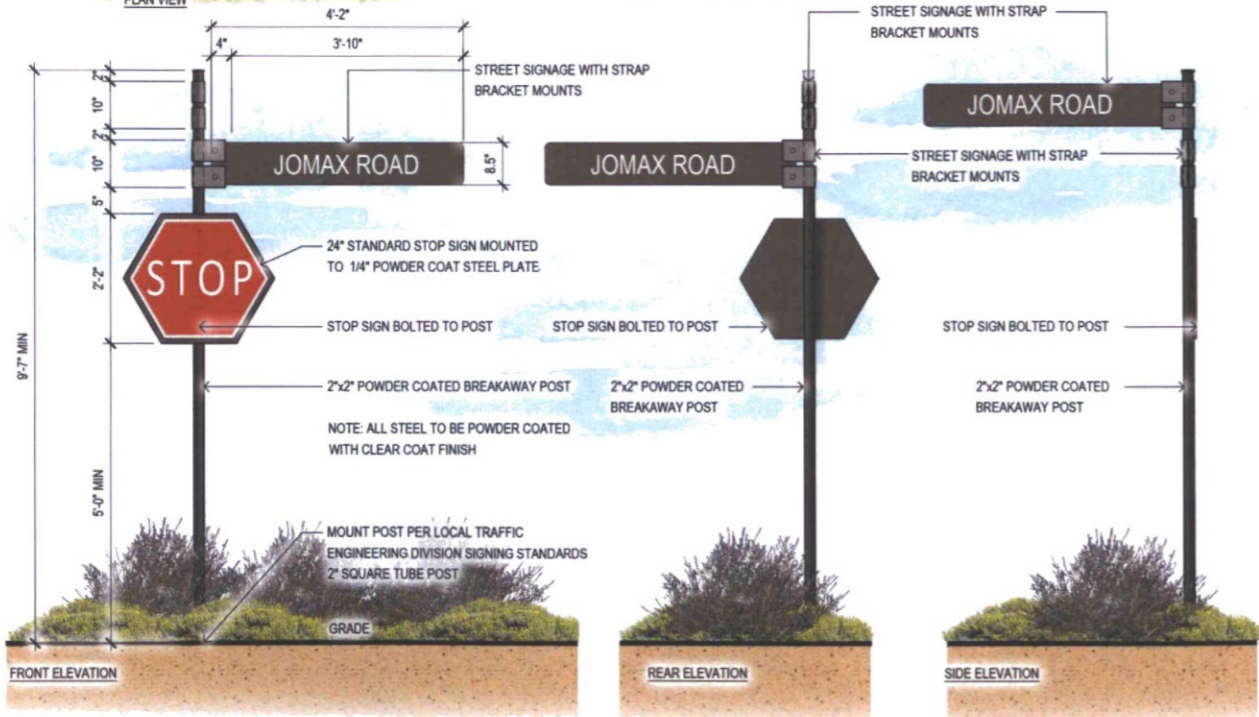 PLAN VIEW
4'-2"
4"
3'-10"
STREET SIGNAGE WITH STRAP
BRACKET MOUNTS
2"
10"
2"
10"
5"
2'-2"
9'-7" MIN
5'-0" MIN
JOMAX ROAD
8.5"
STOP
24" STANDARD STOP SIGN MOUNTED
TO 1/4" POWDER COAT STEEL PLATE
STOP SIGN BOLTED TO POST
2"x2" POWDER COATED BREAKAWAY POST
NOTE: ALL STEEL TO BE POWDER COATED
WITH CLEAR COAT FINISH
MOUNT POST PER LOCAL TRAFFIC
ENGINEERING DIVISION SIGNING STANDARDS
2" SQUARE TUBE POST
GRADE
FRONT ELEVATION
STREET SIGNAGE WITH STRAP
BRACKET MOUNTS
JOMAX ROAD
STREET SIGNAGE WITH STRAP
BRACKET MOUNTS
STOP SIGN BOLTED TO POST
2"x2" POWDER COATED
BREAKAWAY POST
REAR ELEVATION
JOMAX ROAD
STOP SIGN BOLTED TO POST
2"x2" POWDER COATED
BREAKAWAY POST
SIDE ELEVATION